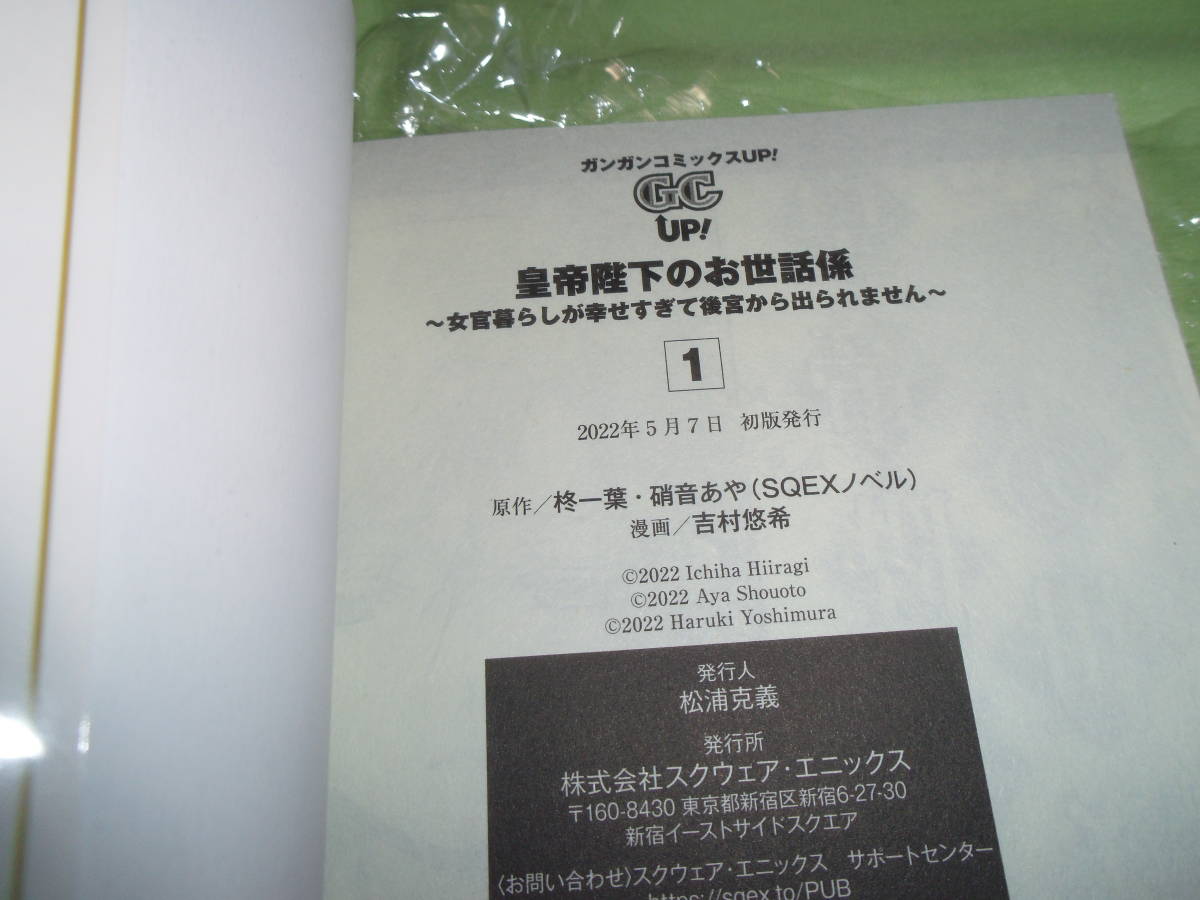 ガンガンコミックスUP!
GC
UP!
皇帝陛下のお世話係
～女官暮らしが幸せすぎて後宮から出られません～
1
2022年5月7日 初版発行
原作／柊一葉・硝音あや（SQEXノベル）
漫画／吉村悠希
©2022 Ichiha Hiiragi
©2022 Aya Shouoto
©2022 Haruki Yoshimura
発行人
松浦克義
発行所
株式会社スクウェア・エニックス
〒160-8430 東京都新宿区新宿6-27-30
新宿イーストサイドスクエア
〈お問い合わせ〉スクウェア・エニックス サポートセンター
https://sqex.to/PUB